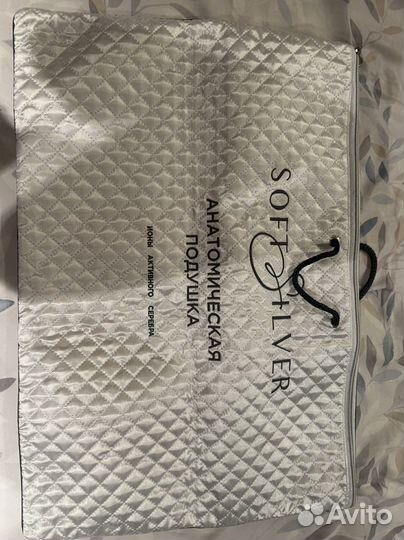 SOFT SILVER
АНАТОМИЧЕСКАЯ
ПОДУШКА
ИОНЫ АКТИВНОГО СЕРЕБРА
Avito